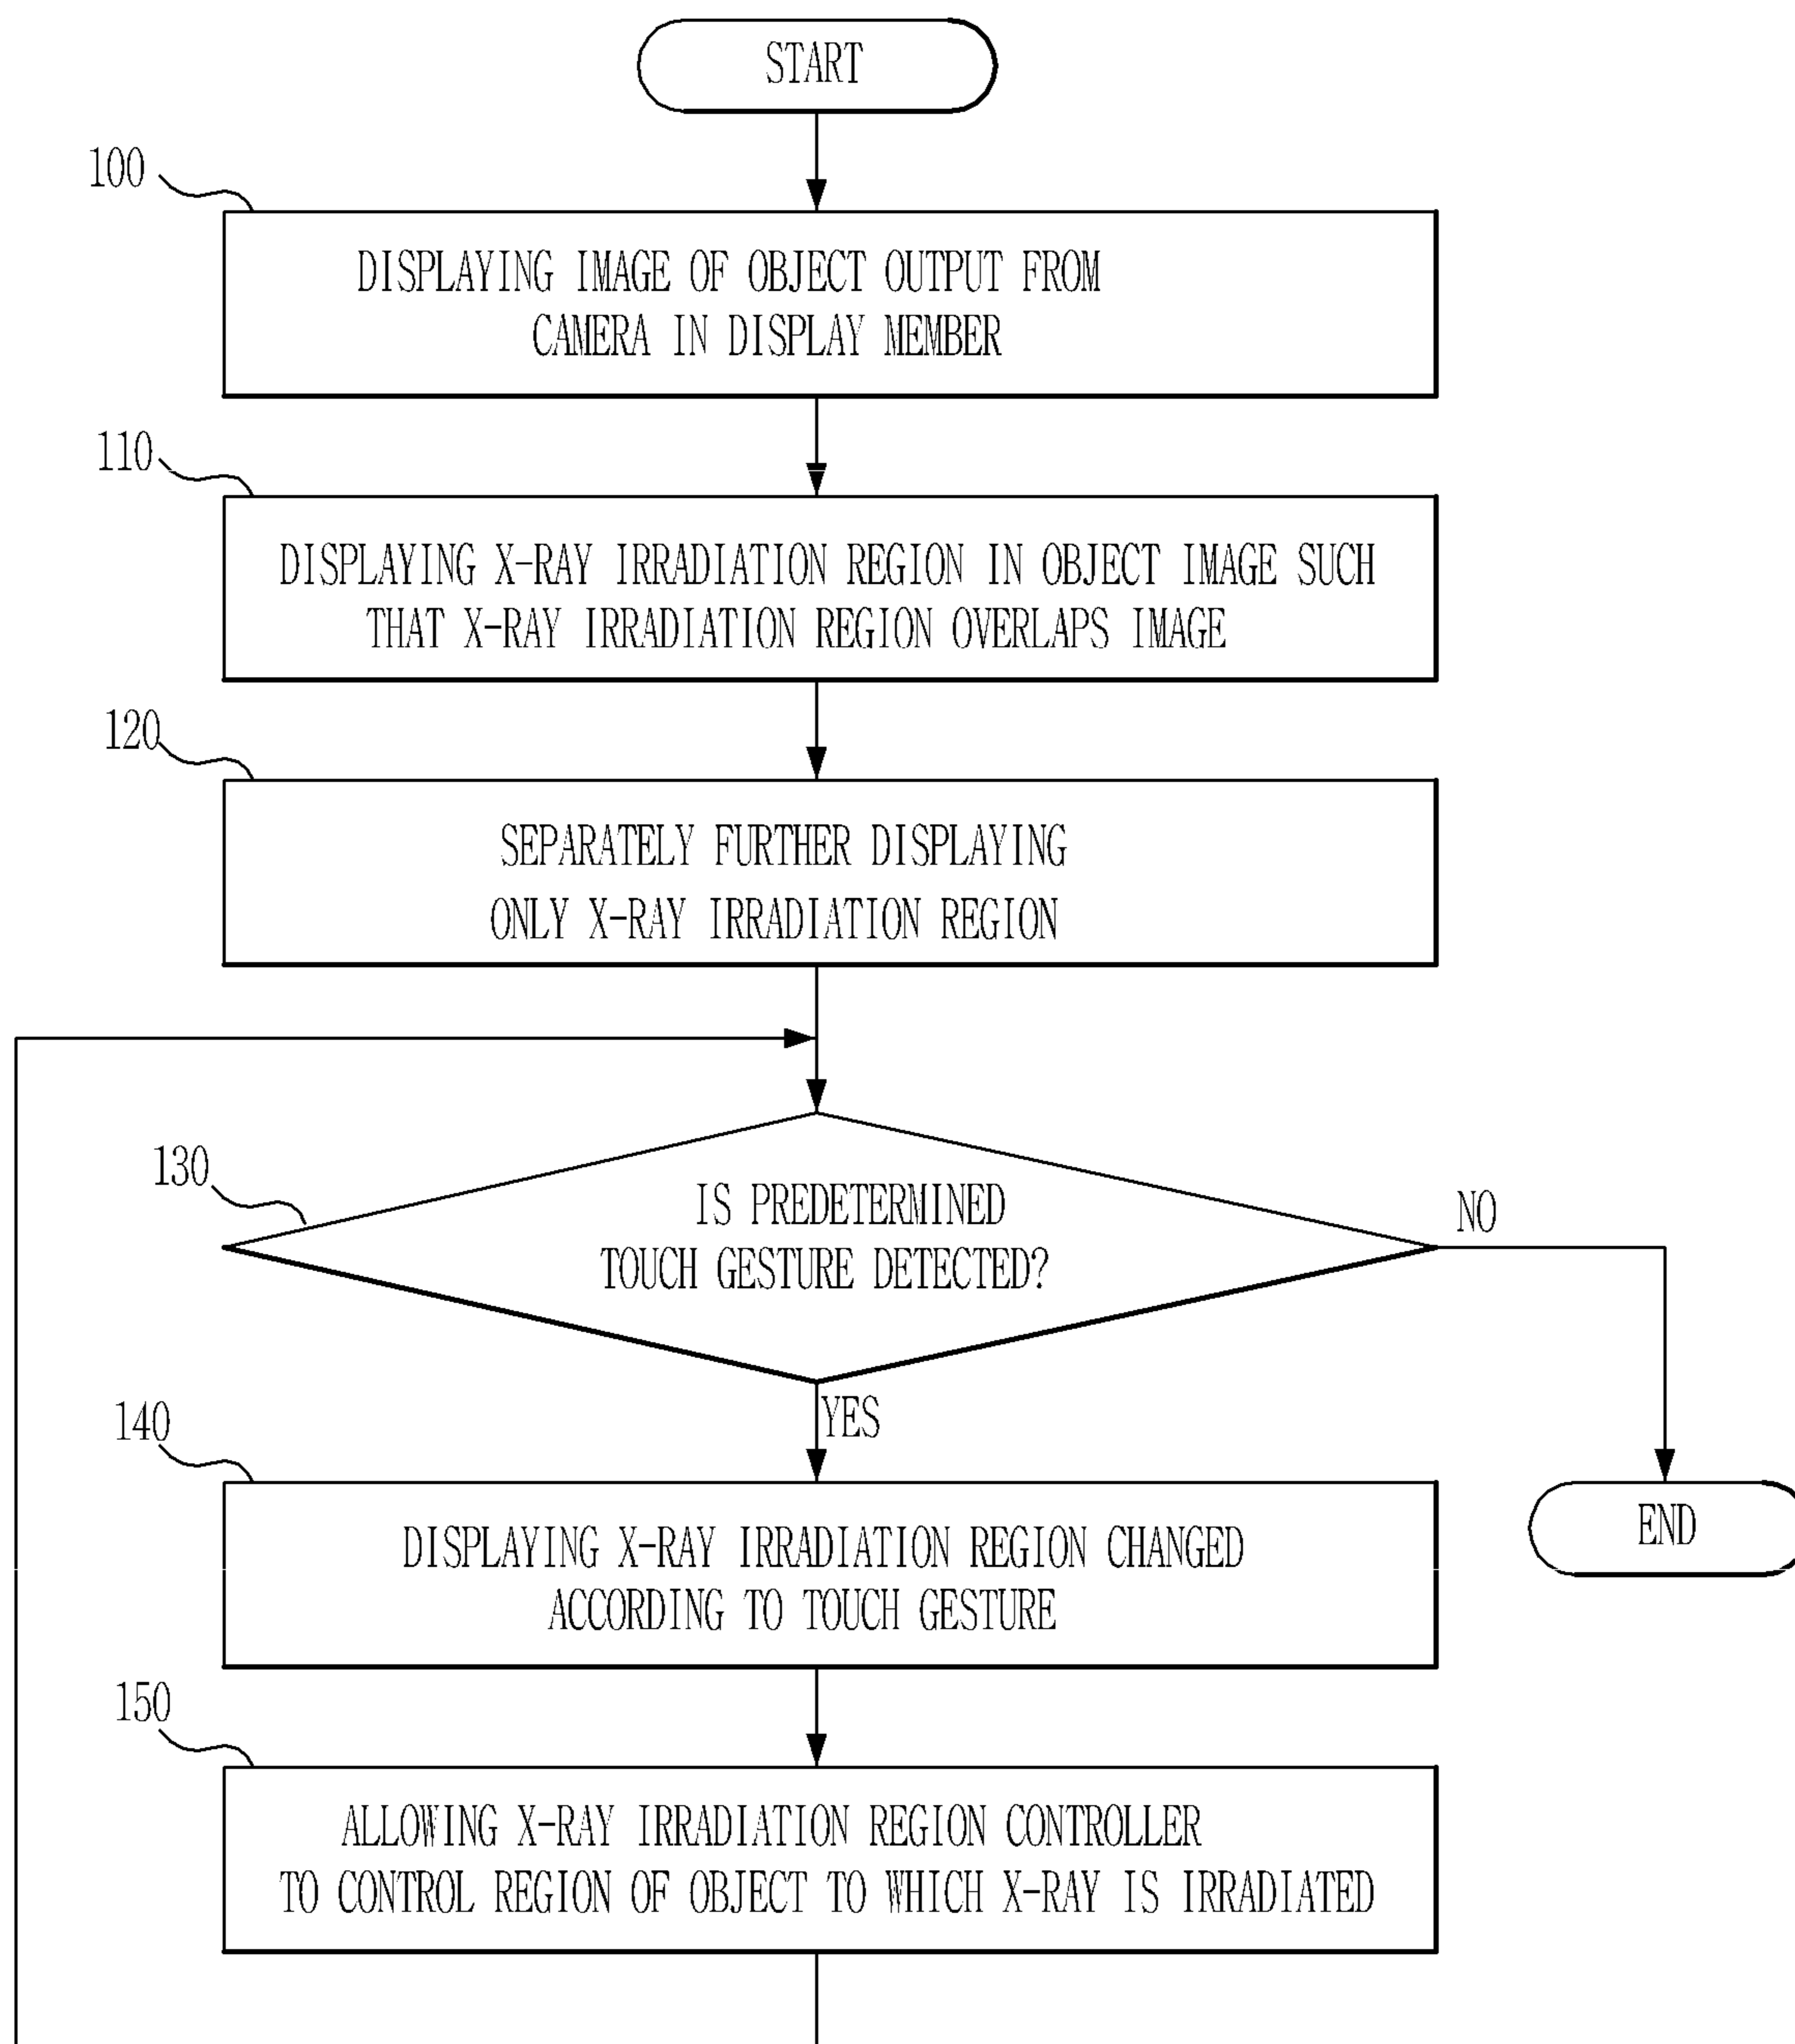 START
100
DISPLAYING IMAGE OF OBJECT OUTPUT FROM
CAMERA IN DISPLAY MEMBER
110
DISPLAYING X-RAY IRRADIATION REGION IN OBJECT IMAGE SUCH
THAT X-RAY IRRADIATION REGION OVERLAPS IMAGE
120
SEPARATELY FURTHER DISPLAYING
ONLY X-RAY IRRADIATION REGION
130
IS PREDETERMINED
TOUCH GESTURE DETECTED?
NO
YES
140
DISPLAYING X-RAY IRRADIATION REGION CHANGED
ACCORDING TO TOUCH GESTURE
END
150
ALLOWING X-RAY IRRADIATION REGION CONTROLLER
TO CONTROL REGION OF OBJECT TO WHICH X-RAY IS IRRADIATED